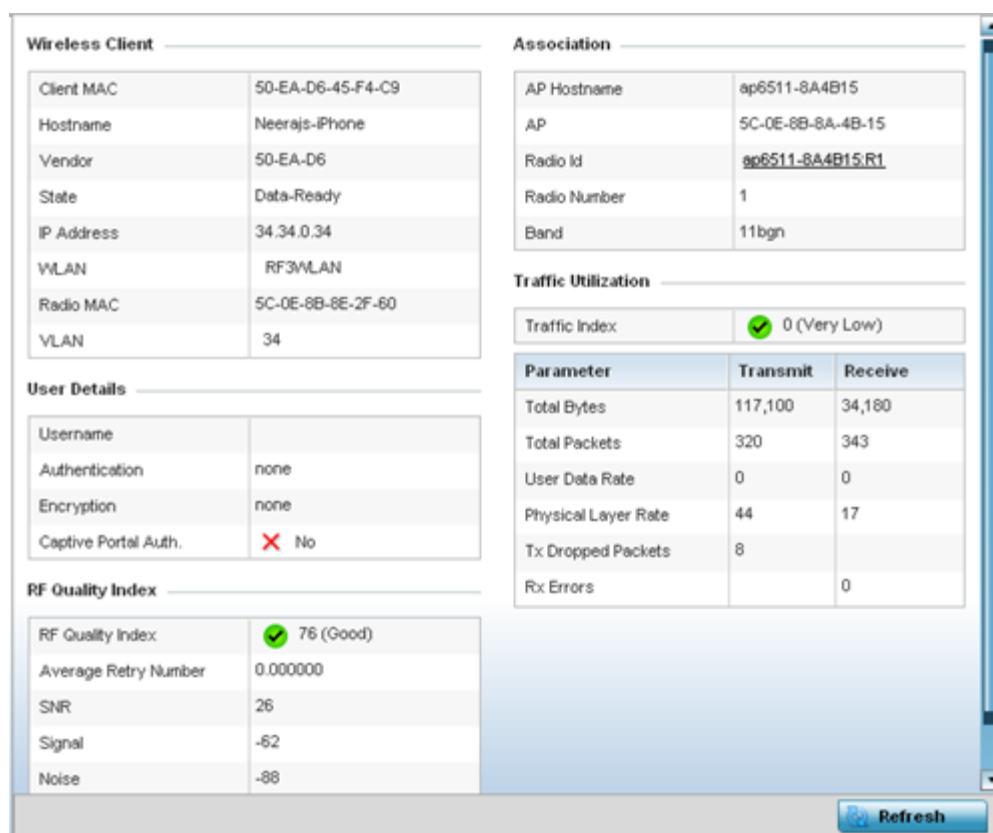 Wireless Client
Client MAC 50-EA-D6-45-F4-C9
Hostname Neerajs-iPhone
Vendor 50-EA-D6
State Data-Ready
IP Address 34.34.0.34
WLAN RF3WLAN
Radio MAC 5C-0E-8B-8E-2F-60
VLAN 34
User Details
Username
Authentication none
Encryption none
Captive Portal Auth. No
RF Quality Index
RF Quality Index 76 (Good)
Average Retry Number 0.000000
SNR 26
Signal -62
Noise -88
Association
AP Hostname ap6511-8A4B15
AP 5C-0E-8B-8A-4B-15
Radio Id ap6511-8A4B15:R1
Radio Number 1
Band 11bgn
Traffic Utilization
Traffic Index 0 (Very Low)
Parameter Transmit Receive
Total Bytes 117,100 34,180
Total Packets 320 343
User Data Rate 0 0
Physical Layer Rate 44 17
Tx Dropped Packets 8
Rx Errors 0
Refresh